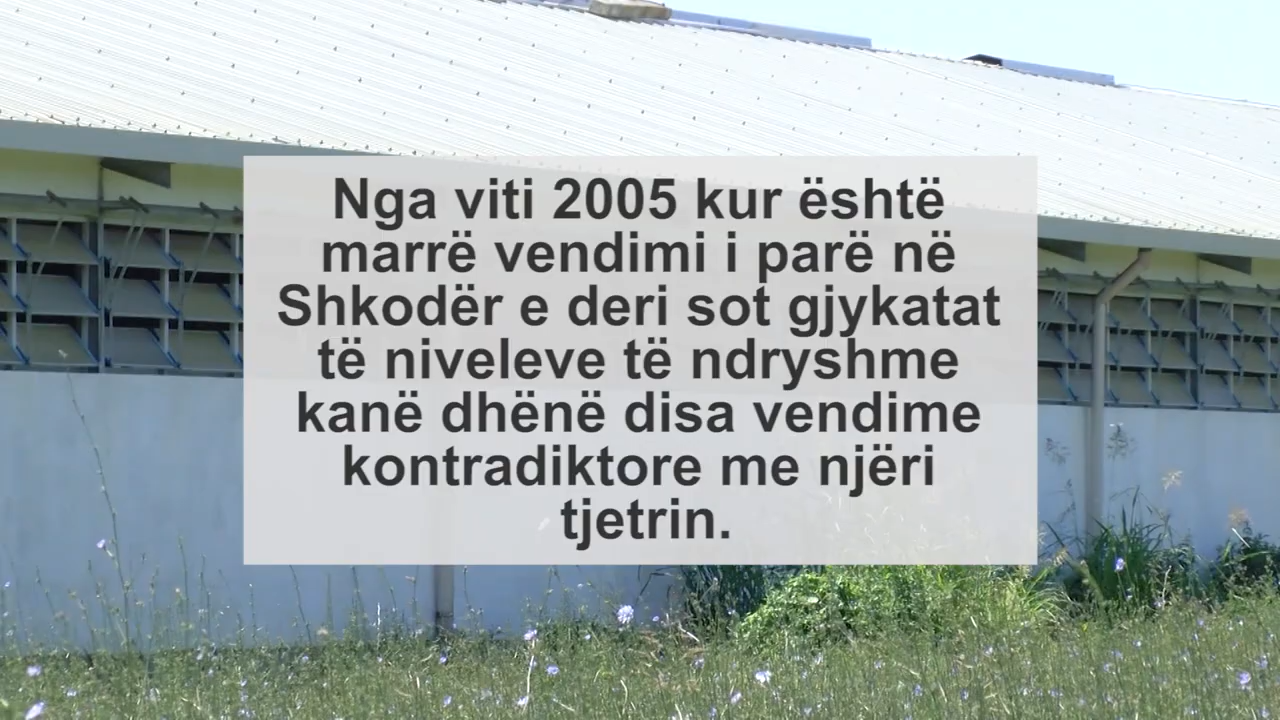 Nga viti 2005 kur është
marrë vendimi i parë në
Shkodër e deri sot gjykatat
të niveleve të ndryshme
kanë dhënë disa vendime
kontradiktore me njëri
tjetrin.